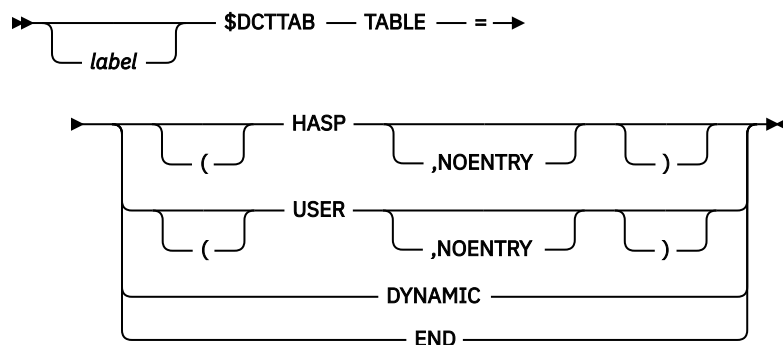 $DCTTAB TABLE =
label
HASP
( ,NOENTRY )
USER
( ,NOENTRY )
DYNAMIC
END